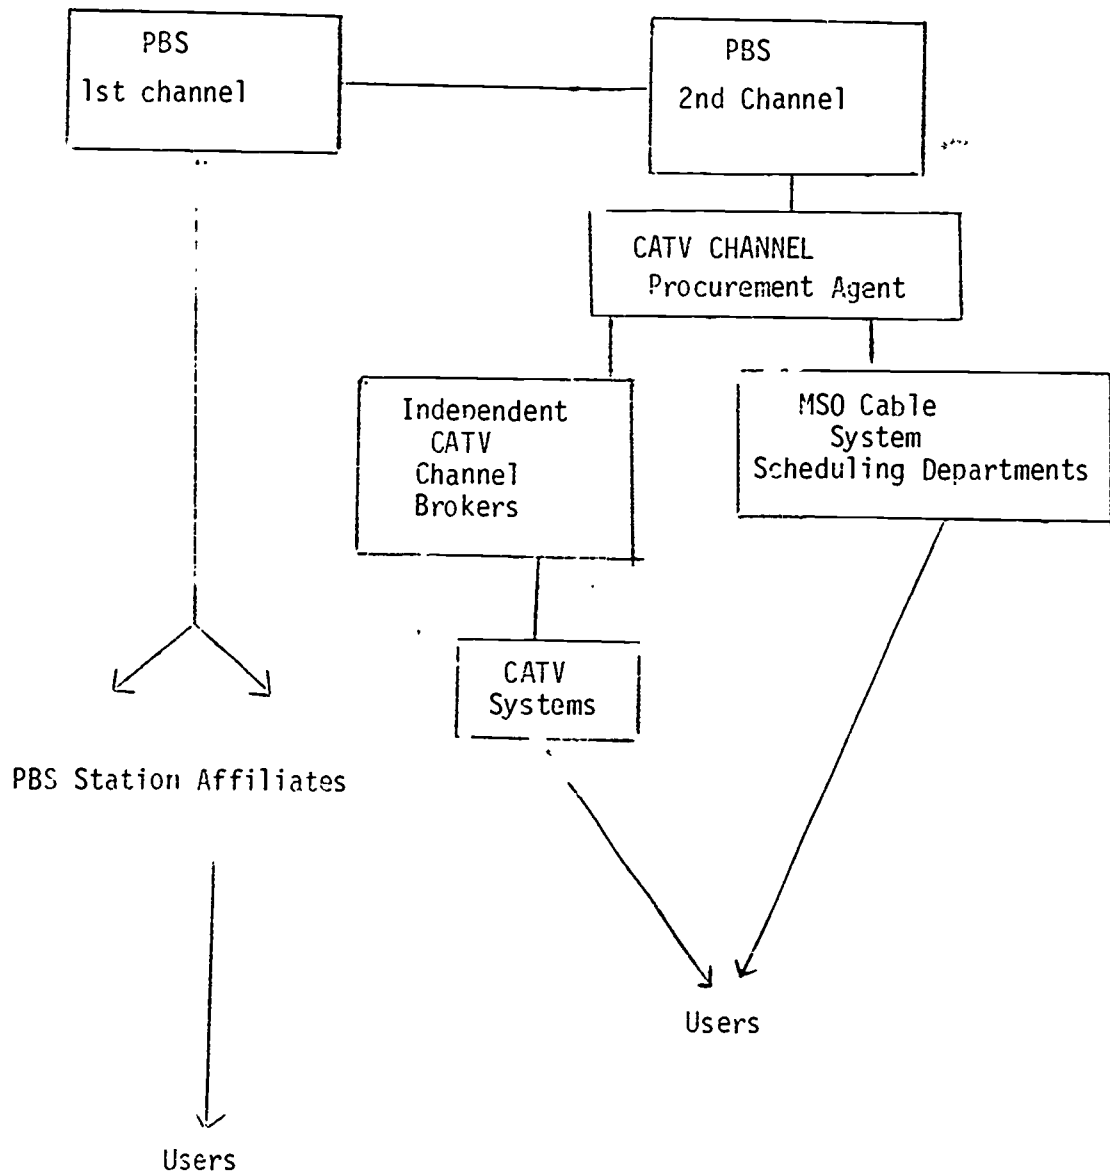 PBS
1st channel
PBS
2nd Channel
CATV CHANNEL
Procurement Agent
Independent
CATV
Channel
Brokers
MSO Cable
System
Scheduling Departments
CATV
Systems
PBS Station Affiliates
Users
Users